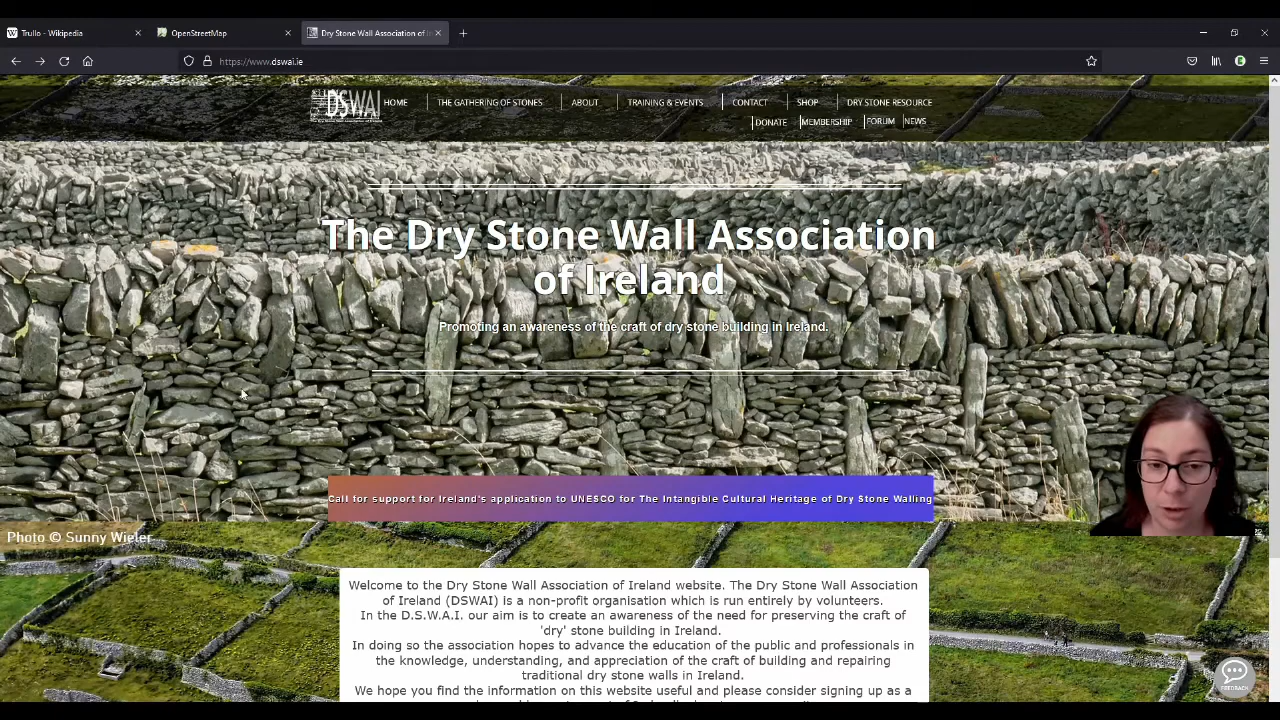 Trullo - Wikipedia
OpenStreetMap
Dry Stone Wall Association of Ir
https://www.dswai.ie
DSWAI
HOME
THE GATHERING OF STONES
ABOUT
TRAINING & EVENTS
CONTACT
SHOP
DRY STONE RESOURCE
DONATE
MEMBERSHIP
FORUM
NEWS
The Dry Stone Wall Association
of Ireland
Promoting an awareness of the craft of dry stone building in Ireland.
Call for support for Ireland's application to UNESCO for The Intangible Cultural Heritage of Dry Stone Walling
Photo © Sunny Wieler
Welcome to the Dry Stone Wall Association of Ireland website. The Dry Stone Wall Association
of Ireland (DSWAI) is a non-profit organisation which is run entirely by volunteers.
In the D.S.W.A.I. our aim is to create an awareness of the need for preserving the craft of
'dry' stone building in Ireland.
In doing so the association hopes to advance the education of the public and professionals in
the knowledge, understanding, and appreciation of the craft of building and repairing
traditional dry stone walls in Ireland.
We hope you find the information on this website useful and please consider signing up as a
FEEDBACK